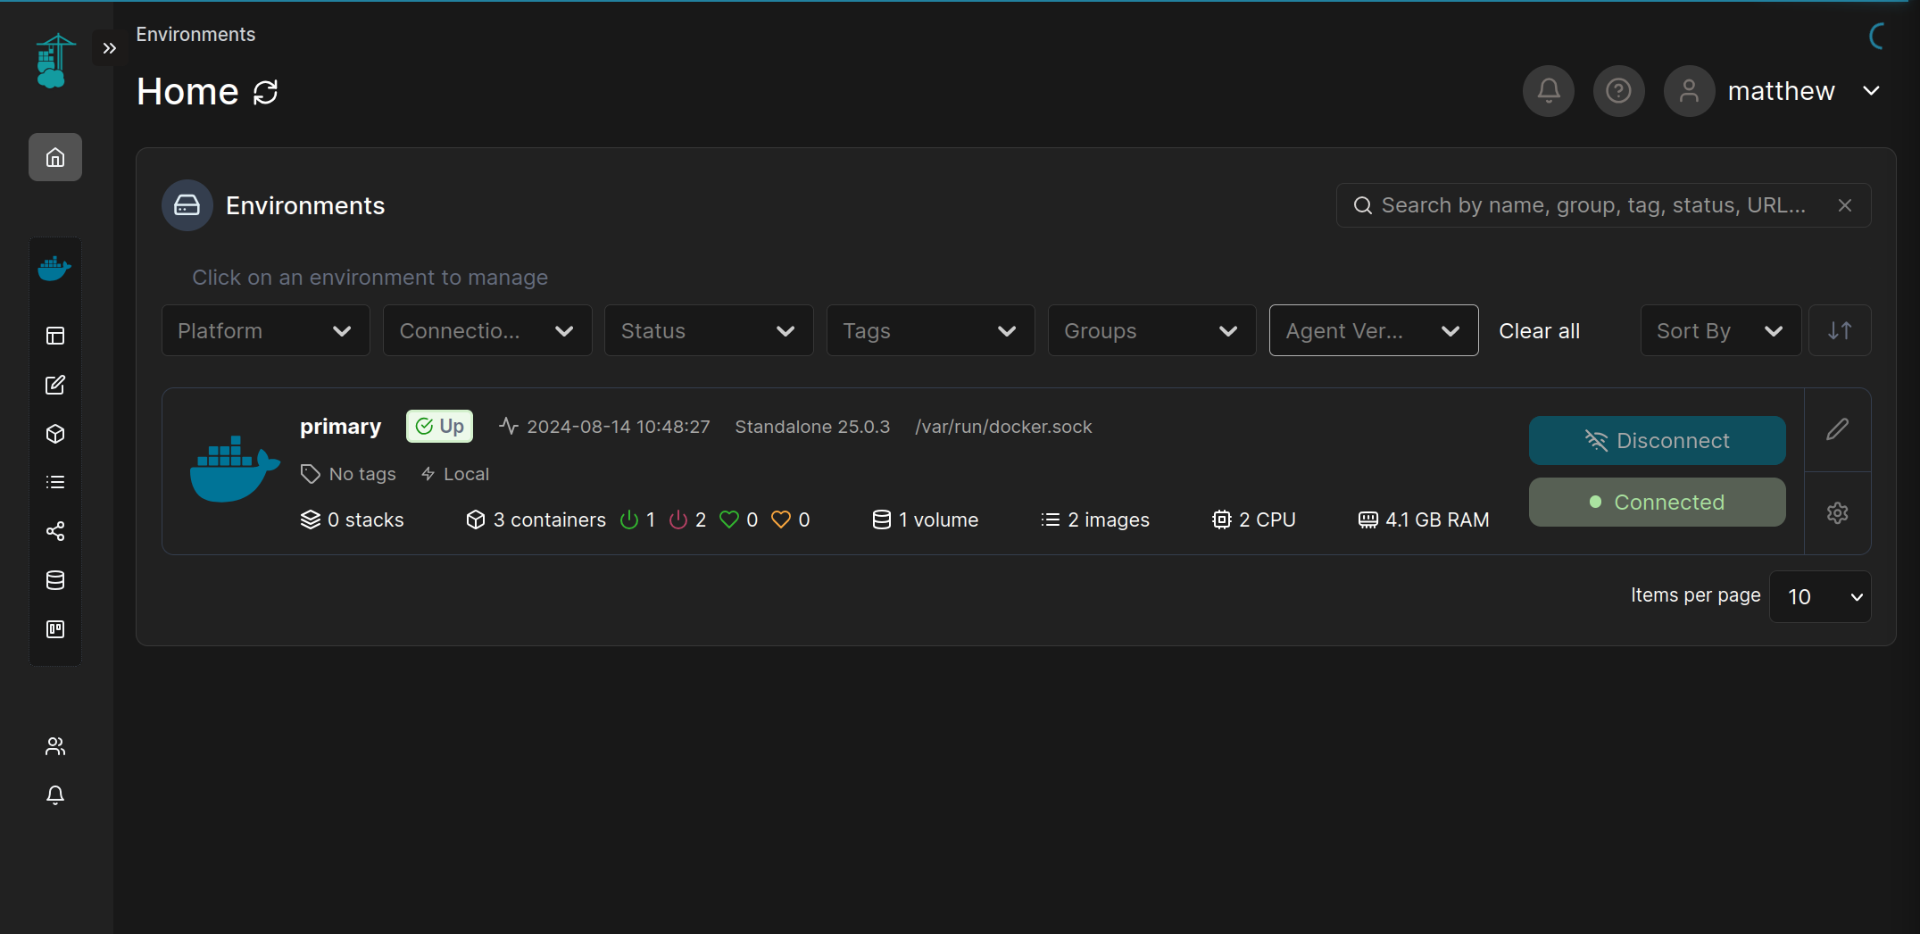 Environments
Home
matthew
Environments
Search by name, group, tag, status, URL...
Click on an environment to manage
Platform
Connectio...
Status
Tags
Groups
Agent Ver...
Clear all
Sort By
primary Up 2024-08-14 10:48:27 Standalone 25.0.3 /var/run/docker.sock
No tags Local
0 stacks 3 containers 1 2 0 0 1 volume 2 images 2 CPU 4.1 GB RAM
Disconnect
Connected
Items per page 10